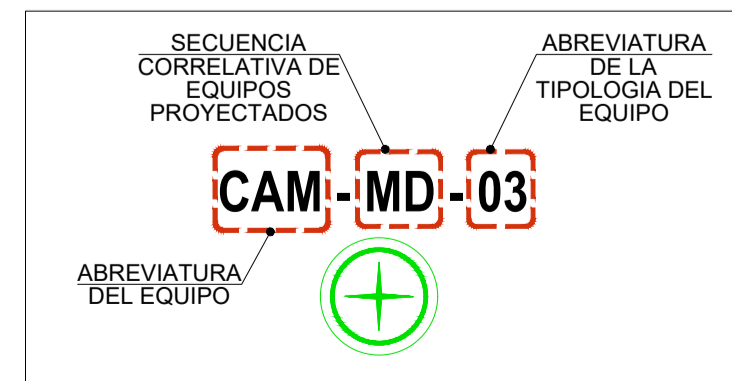 SECUENCIA
CORRELATIVA DE
EQUIPOS
PROYECTADOS
ABREVIATURA
DE LA
TIPOLOGIA DEL
EQUIPO
CAM-MD-03
ABREVIATURA
DEL EQUIPO